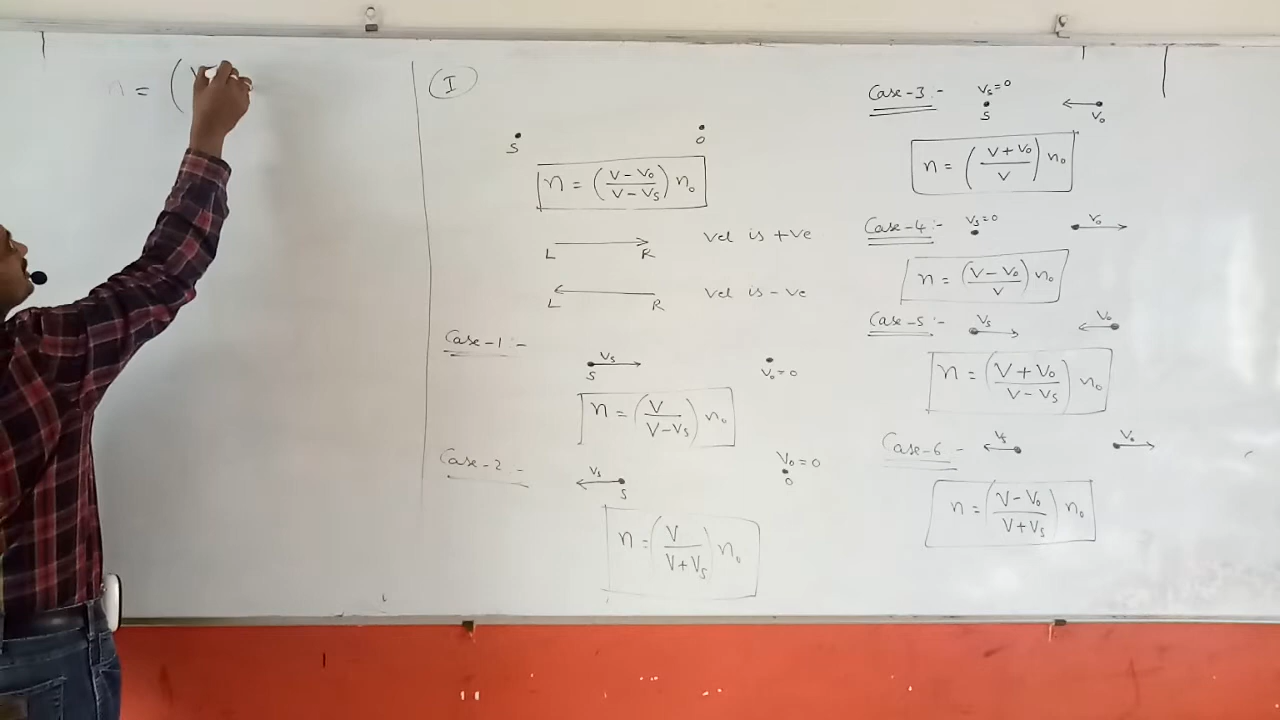 n = (V
I
S O
n = (V - V₀ / V - Vₛ) n₀
L R vel is +ve
L R vel is -ve
Case-1:-
Vₛ
S V₀ = 0
n = (V / V - Vₛ) n₀
Case-2:-
Vₛ V₀ = 0
S O
n = (V / V + Vₛ) n₀
Case-3:- Vₛ = 0
S V₀
n = (V + V₀ / V) n₀
Case-4:- Vₛ = 0 V₀
n = (V - V₀ / V) n₀
Case-5:- Vₛ V₀
n = (V + V₀ / V - Vₛ) n₀
Case-6:- Vₛ V₀
n = (V - V₀ / V + Vₛ) n₀